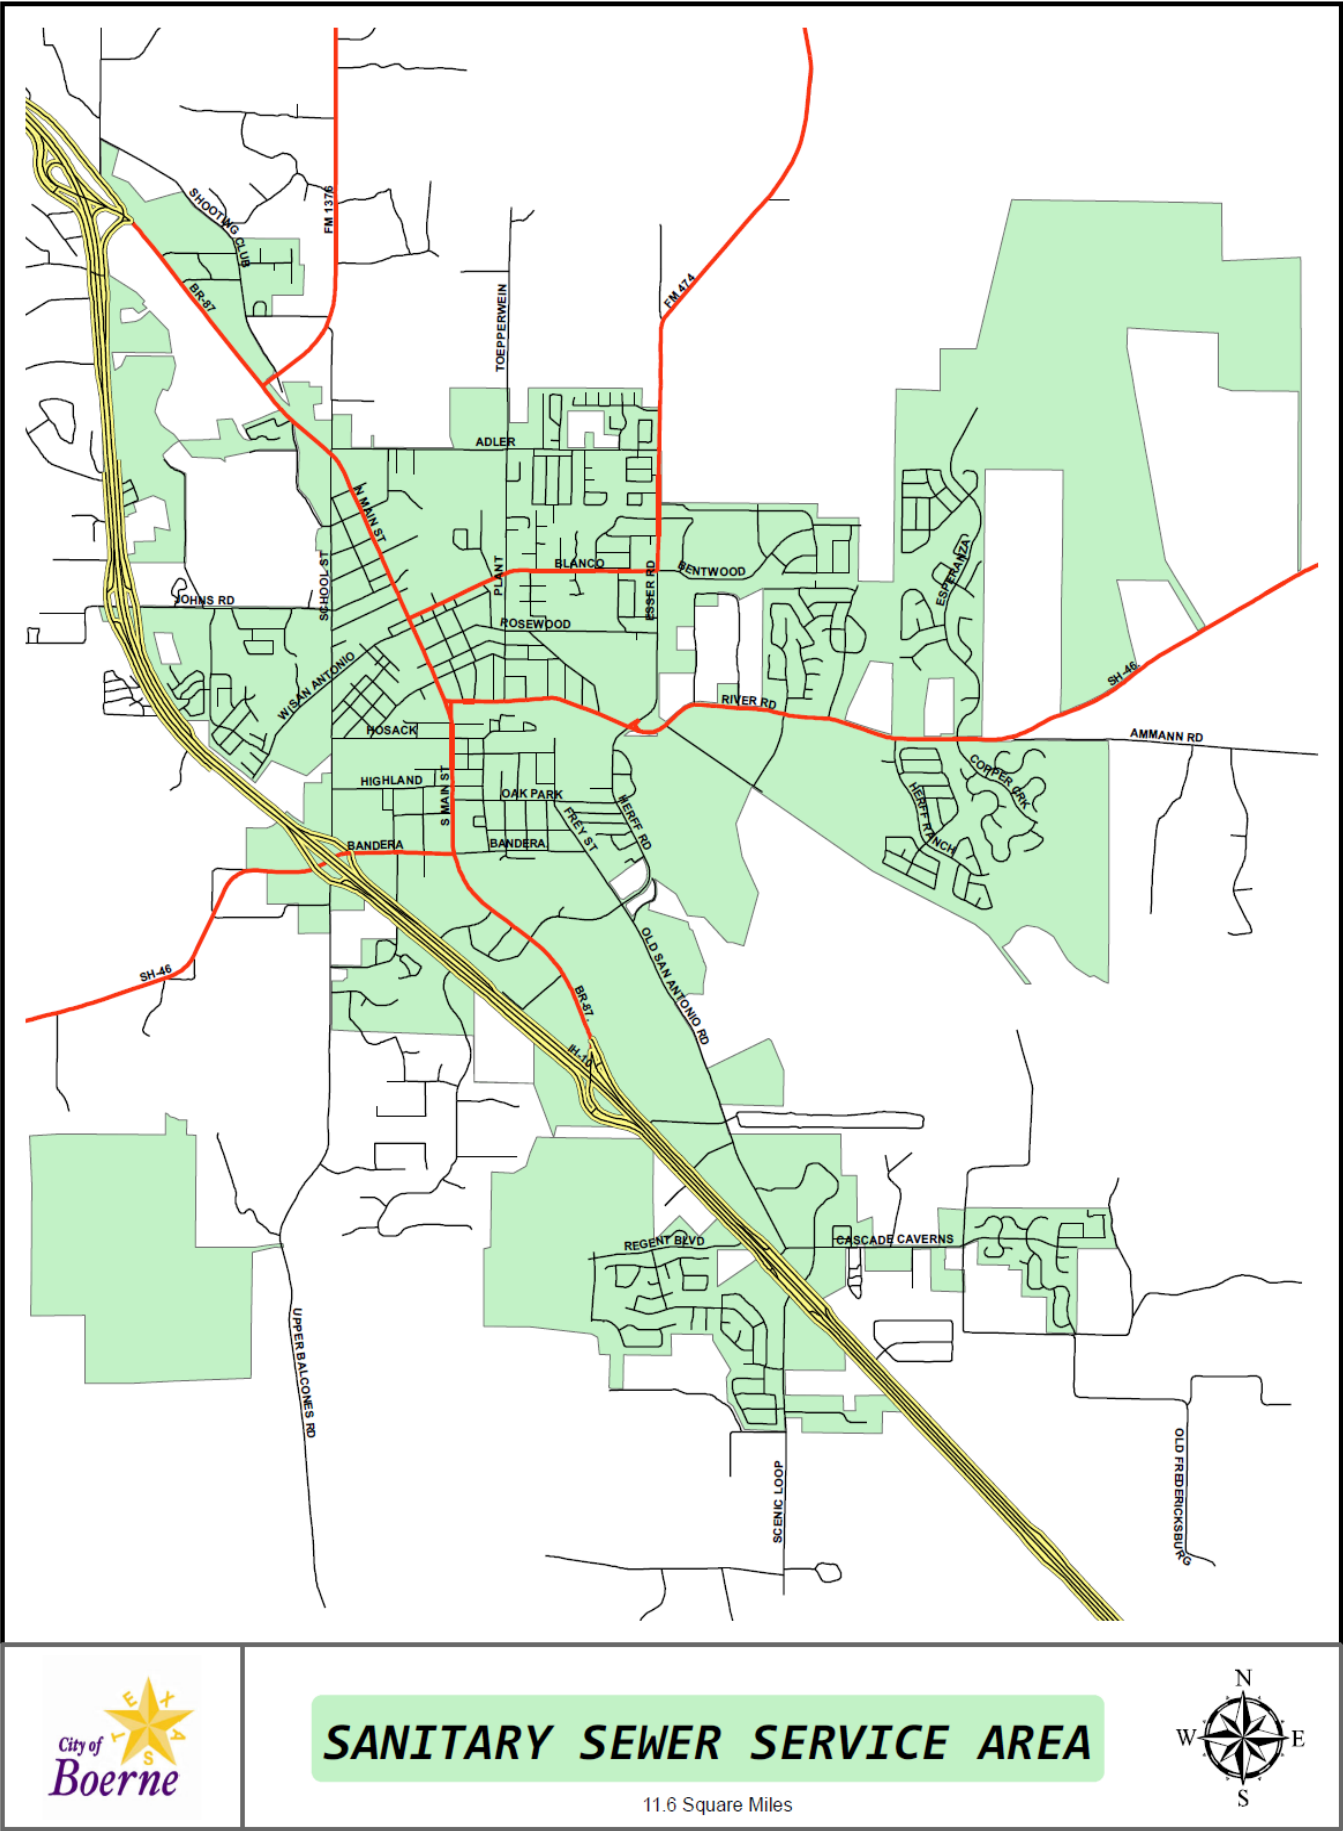 SHOOTING CLUB
FM 1376
BR-87
TOEPPERWEIN
FM 474
ADLER
N MAIN ST
SCHOOL ST
PLANT
BLANCO
ESSER RD
BENTWOOD
ESPERANZA
JOHNS RD
ROSEWOOD
W SAN ANTONIO
SH-46
RIVER RD
HOSACK
AMMANN RD
COPPER CRK
HIGHLAND
S MAIN ST
OAK PARK
HERFF RD
FREY ST
HERFF RANCH
BANDERA
BANDERA
SH-46
OLD SAN ANTONIO RD
BR-87
IH-10
REGENT BLVD
CASCADE CAVERNS
UPPER BALCONES RD
SCENIC LOOP
OLD FREDERICKSBURG
TEXAS
City of
Boerne
SANITARY SEWER SERVICE AREA
11.6 Square Miles
N
W E
S